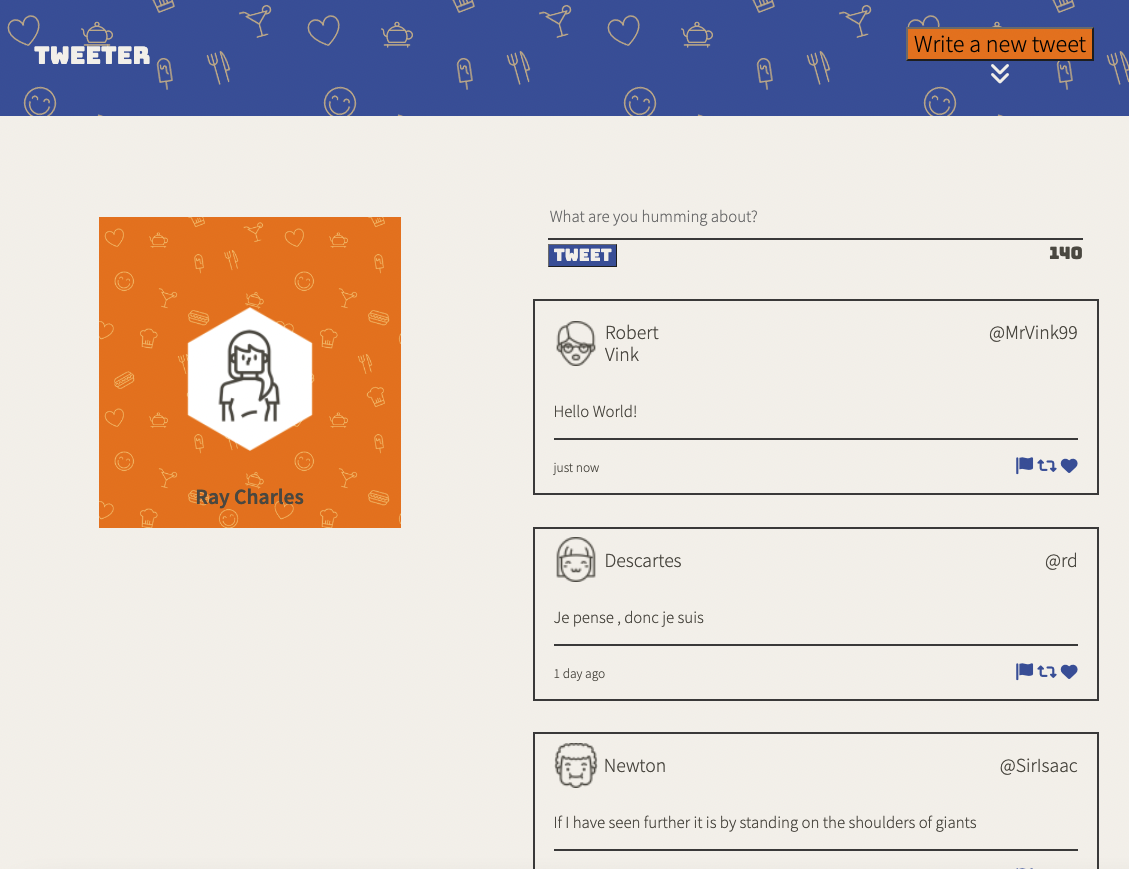 TWEETER
Write a new tweet
Ray Charles
What are you humming about?
TWEET
140
Robert
Vink
@MrVink99
Hello World!
just now
Descartes
@rd
Je pense , donc je suis
1 day ago
Newton
@SirIsaac
If I have seen further it is by standing on the shoulders of giants